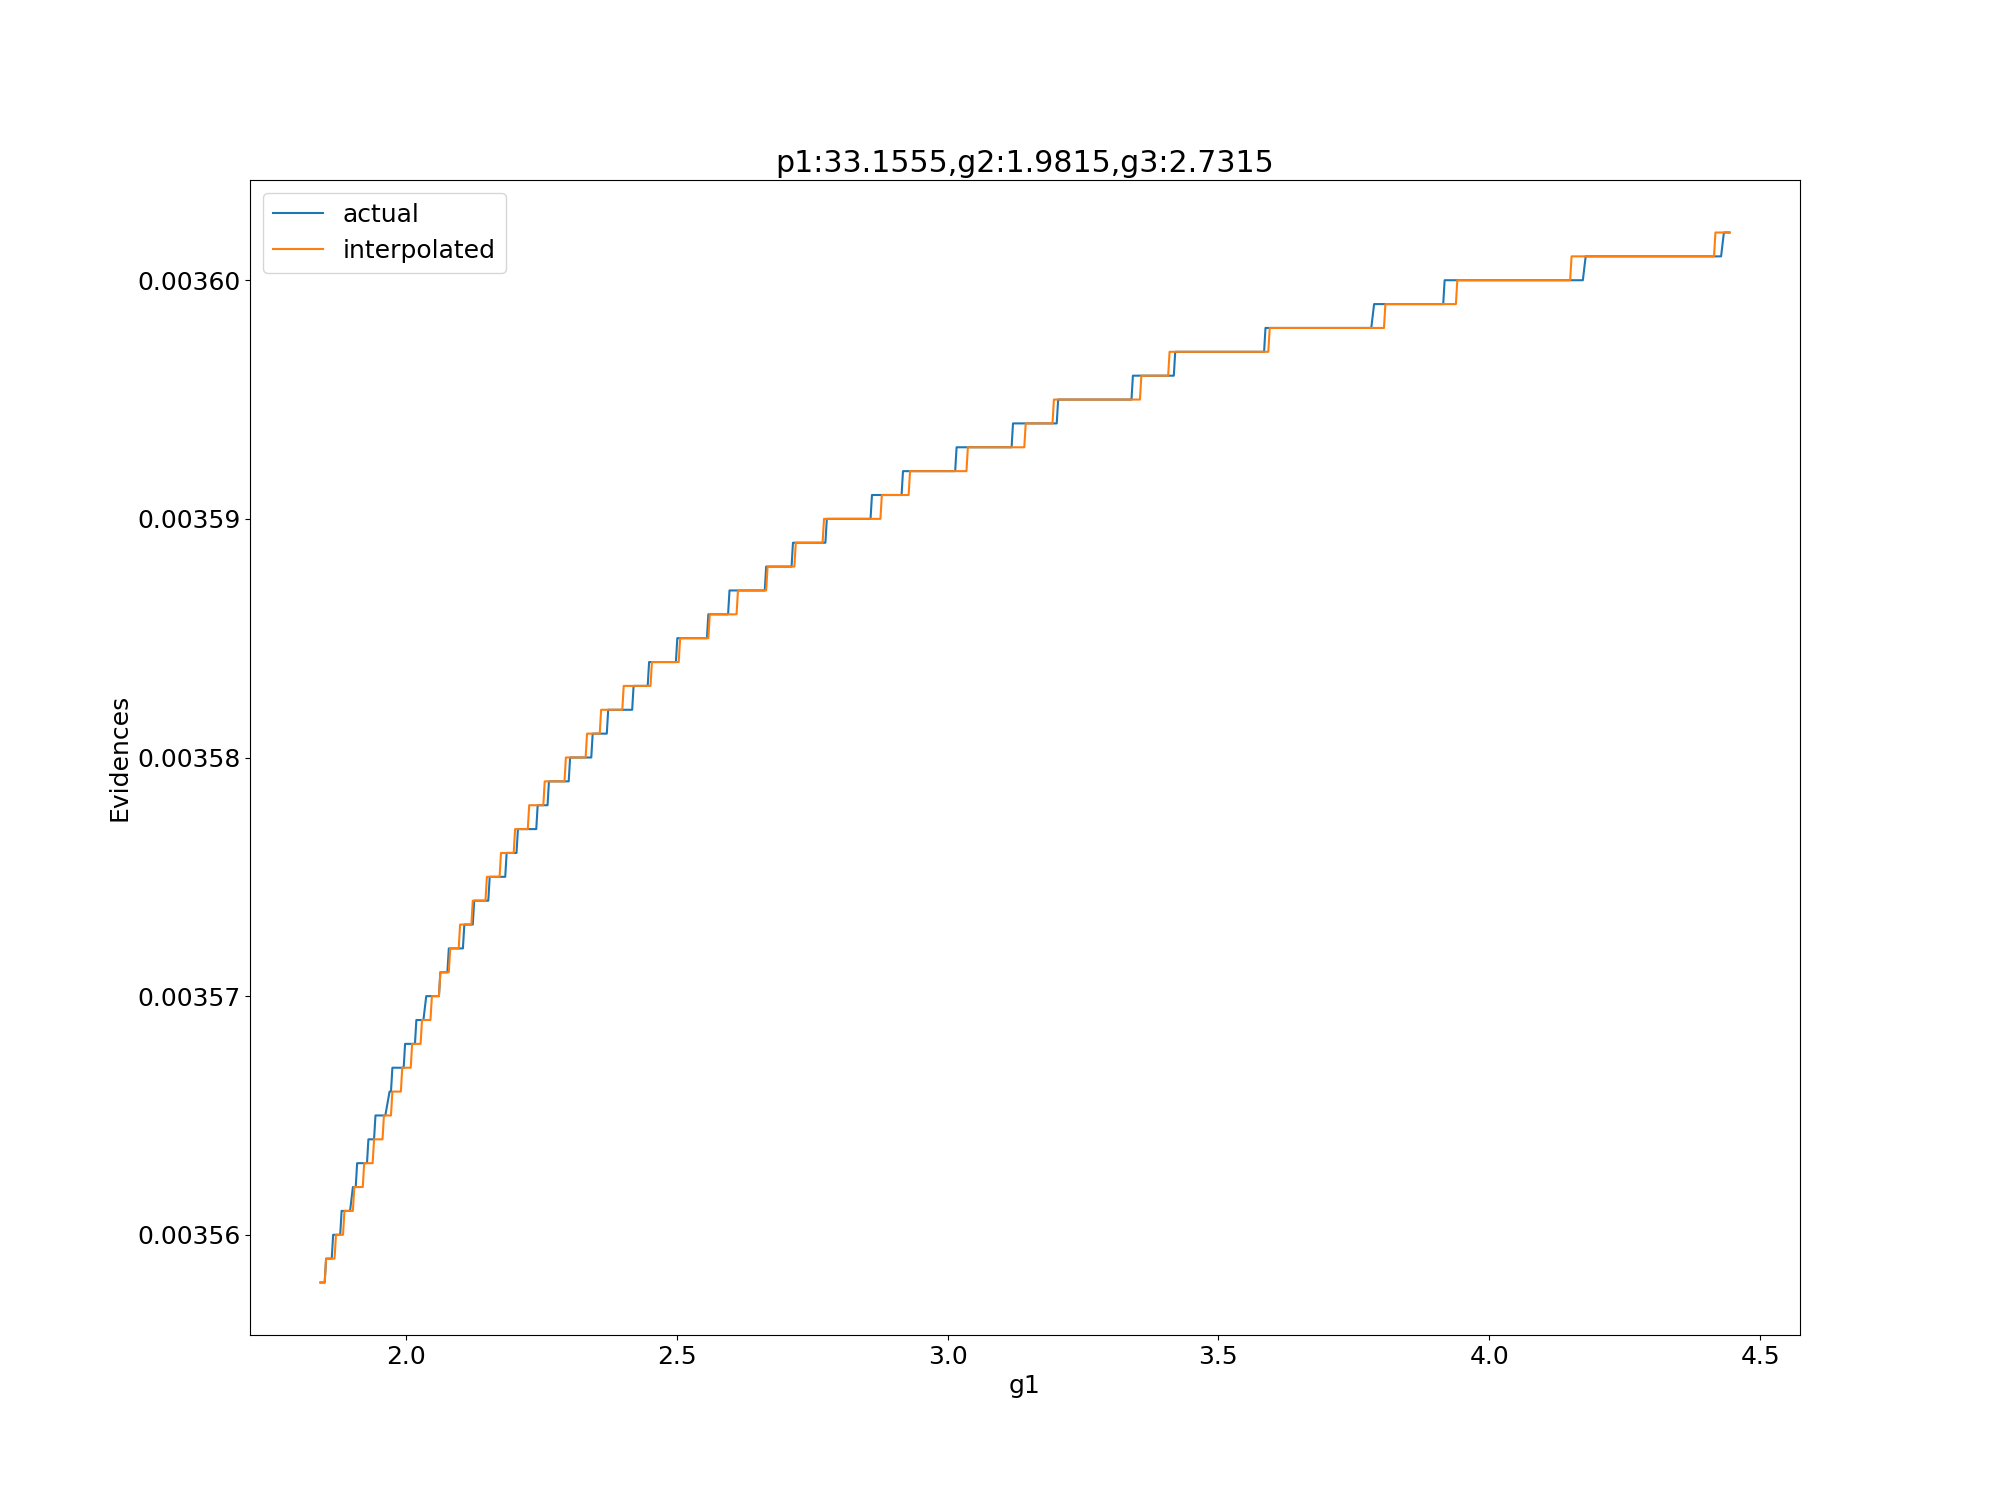 p1:33.1555,g2:1.9815,g3:2.7315
actual
interpolated
0.00360
0.00359
0.00358
0.00357
0.00356
Evidences
2.0 2.5 3.0 3.5 4.0 4.5
g1